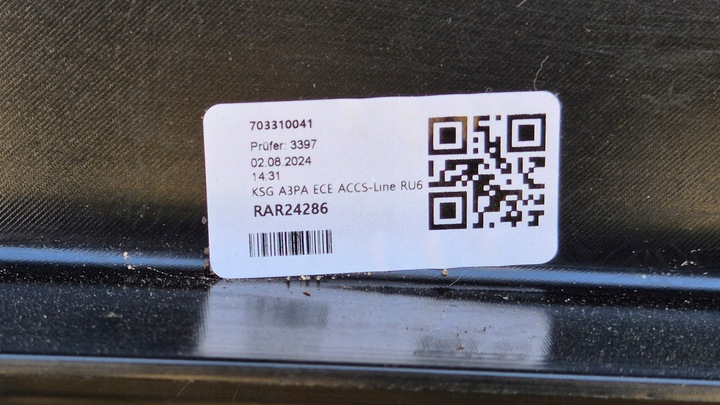 703310041
Prüfer: 3397
02.08.2024
14:31
KSG A3PA ECE ACCS-Line RU6
RAR24286